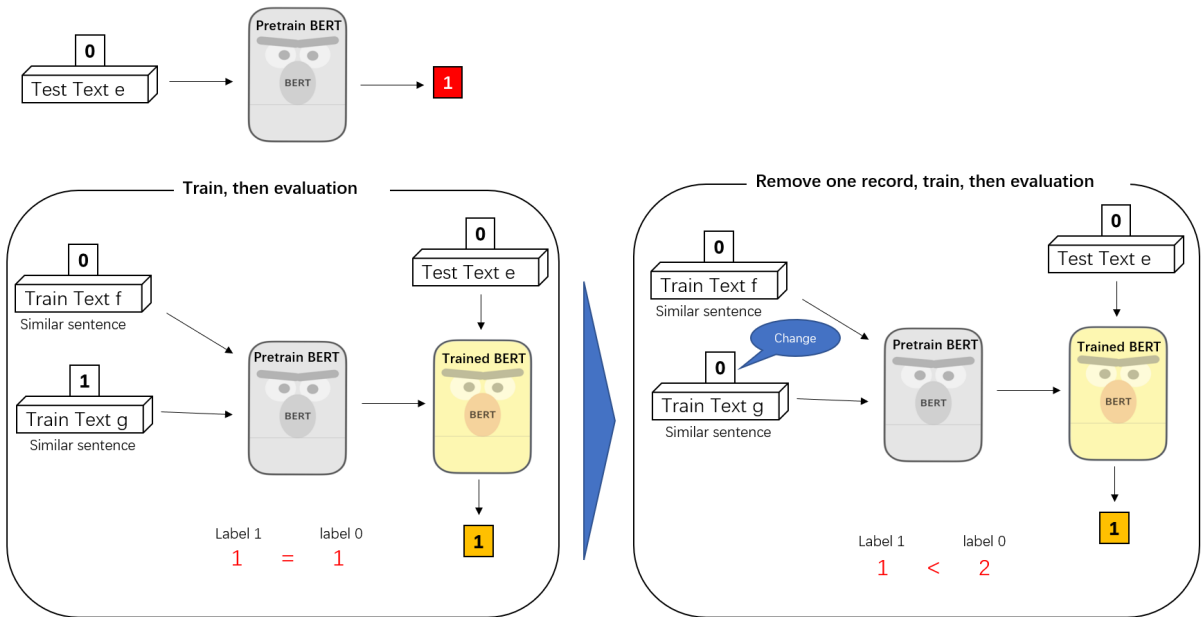 Pretrain BERT
0
Test Text e
BERT
1
Train, then evaluation
0
Train Text f
Similar sentence
1
Train Text g
Similar sentence
Pretrain BERT
BERT
0
Test Text e
Trained BERT
BERT
1
Label 1 label 0
1 = 1
Remove one record, train, then evaluation
0
Train Text f
Similar sentence
Change
0
Train Text g
Similar sentence
Pretrain BERT
BERT
0
Test Text e
Trained BERT
BERT
1
Label 1 label 0
1 < 2